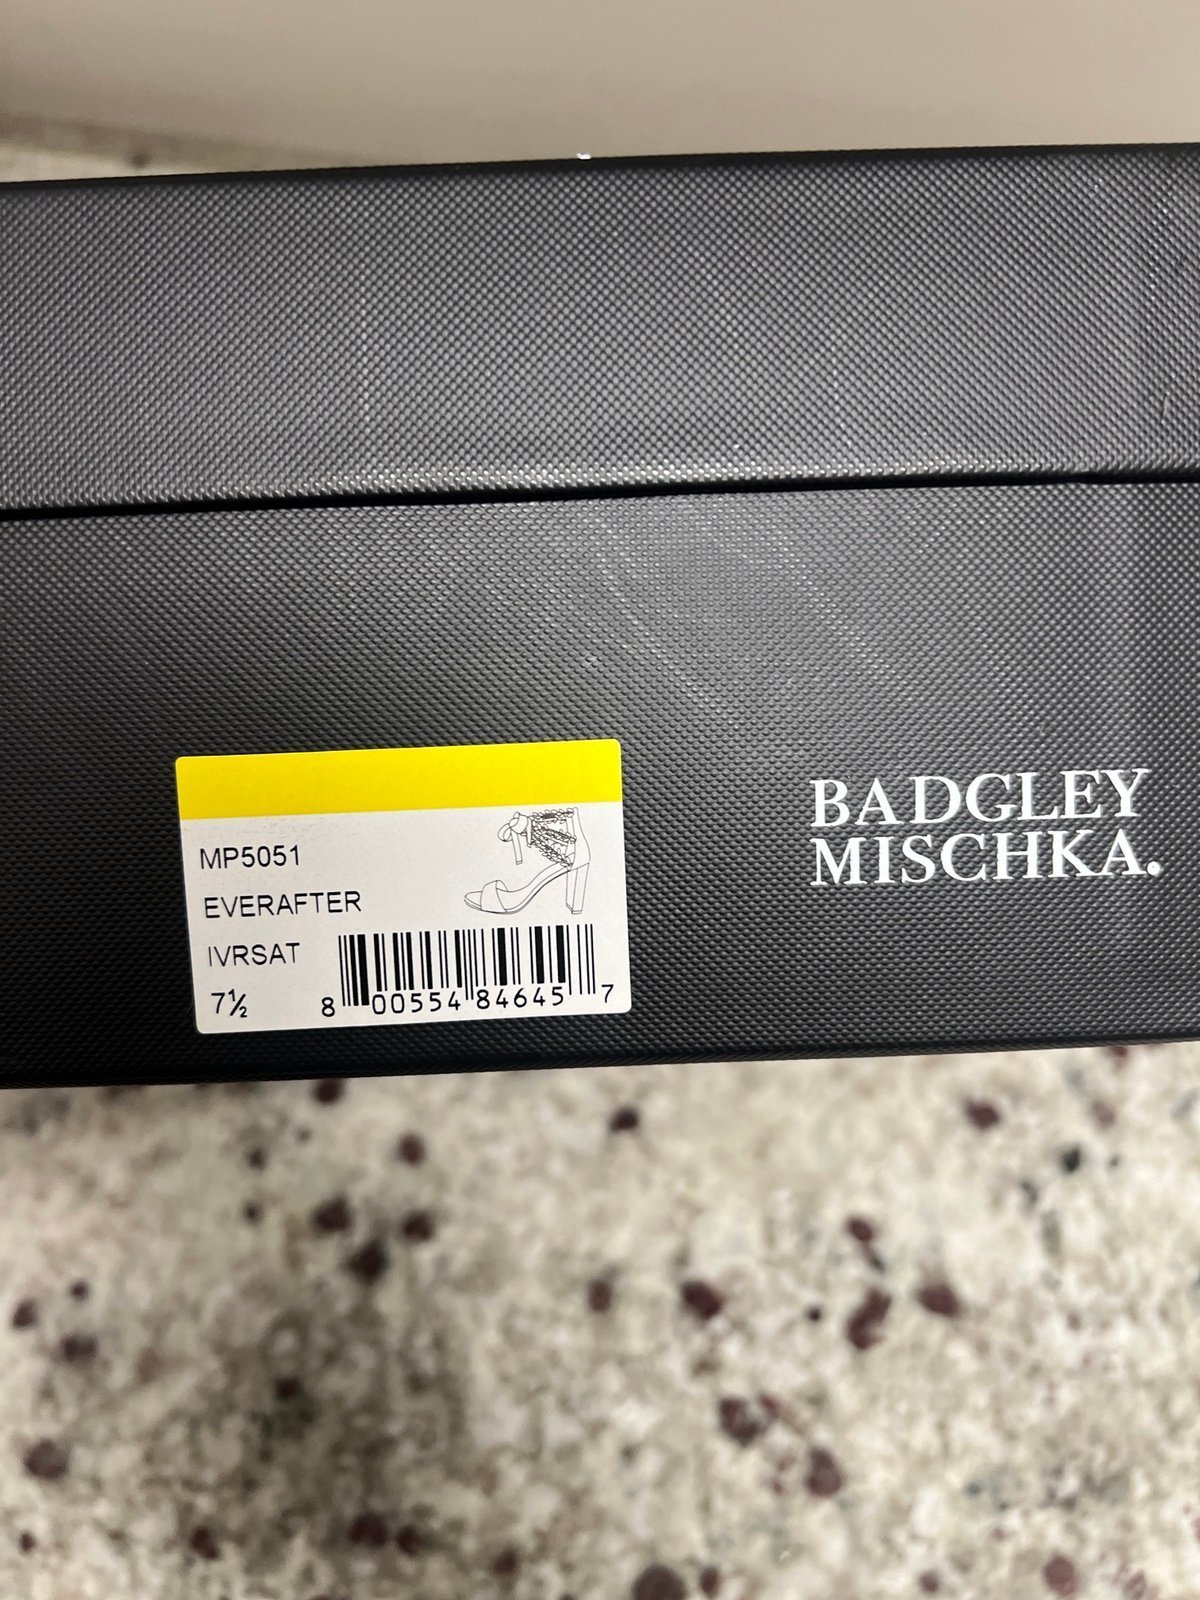 MP5051
EVERAFTER
IVRSAT
7½
8 00554 84645 7
BADGLEY
MISCHKA.